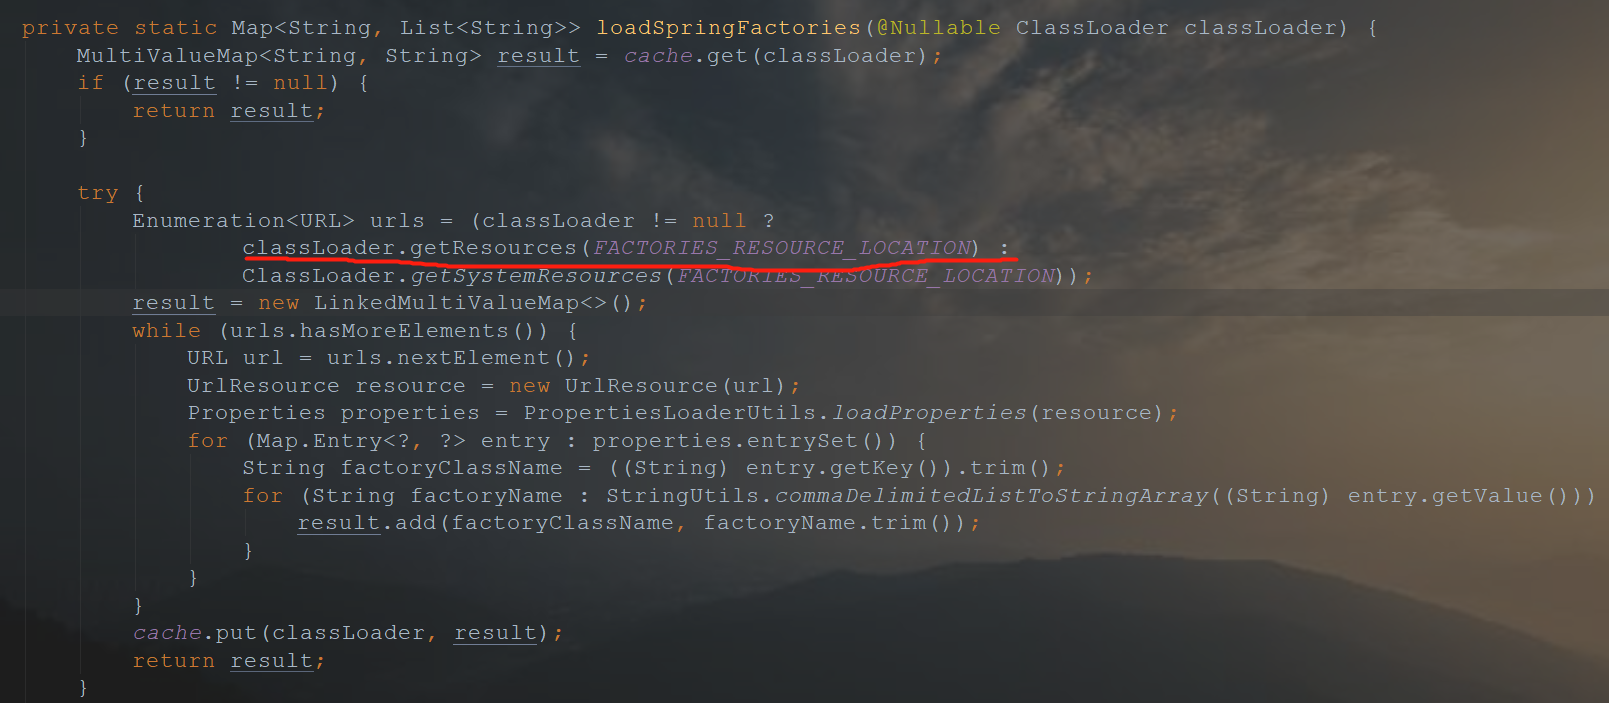 private static Map<String, List<String>> loadSpringFactories(@Nullable ClassLoader classLoader) {
    MultiValueMap<String, String> result = cache.get(classLoader);
    if (result != null) {
        return result;
    }

    try {
        Enumeration<URL> urls = (classLoader != null ?
                classLoader.getResources(FACTORIES_RESOURCE_LOCATION) :
                ClassLoader.getSystemResources(FACTORIES_RESOURCE_LOCATION));
        result = new LinkedMultiValueMap<>();
        while (urls.hasMoreElements()) {
            URL url = urls.nextElement();
            UrlResource resource = new UrlResource(url);
            Properties properties = PropertiesLoaderUtils.loadProperties(resource);
            for (Map.Entry<?, ?> entry : properties.entrySet()) {
                String factoryClassName = ((String) entry.getKey()).trim();
                for (String factoryName : StringUtils.commaDelimitedListToStringArray((String) entry.getValue()))
                    result.add(factoryClassName, factoryName.trim());
                }
            }
        }
        cache.put(classLoader, result);
        return result;
    }